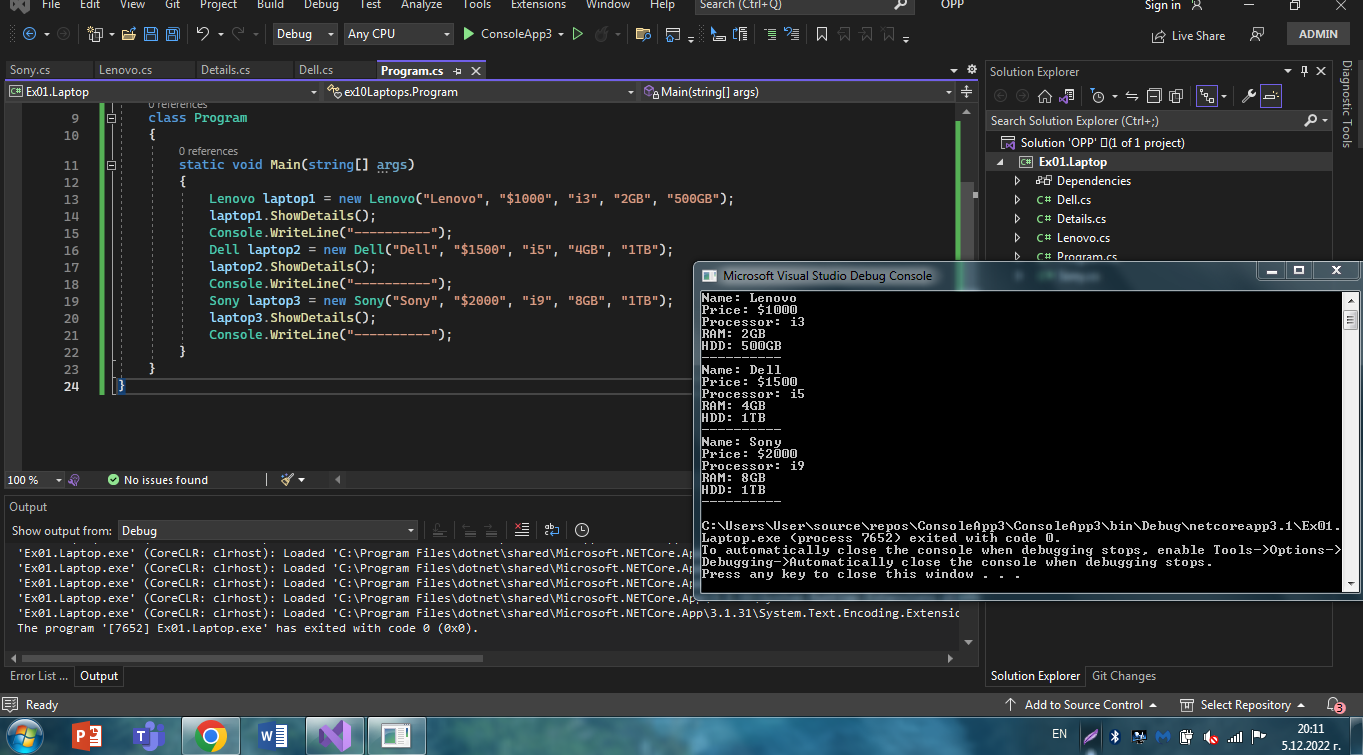 File Edit View Git Project Build Debug Test Analyze Tools Extensions Window Help Search (Ctrl+Q) OPP Sign in
Debug Any CPU ConsoleApp3 Live Share ADMIN
Sony.cs Lenovo.cs Details.cs Dell.cs Program.cs
C# Ex01.Laptop ex10Laptops.Program Main(string[] args)
0 references
9 class Program
10 {
0 references
11 static void Main(string[] args)
12 {
13 Lenovo laptop1 = new Lenovo("Lenovo", "$1000", "i3", "2GB", "500GB");
14 laptop1.ShowDetails();
15 Console.WriteLine("----------");
16 Dell laptop2 = new Dell("Dell", "$1500", "i5", "4GB", "1TB");
17 laptop2.ShowDetails();
18 Console.WriteLine("----------");
19 Sony laptop3 = new Sony("Sony", "$2000", "i9", "8GB", "1TB");
20 laptop3.ShowDetails();
21 Console.WriteLine("----------");
22 }
23 }
24 }
100 % No issues found
Solution Explorer
Search Solution Explorer (Ctrl+;)
Solution 'OPP' (1 of 1 project)
C# Ex01.Laptop
Dependencies
C# Dell.cs
C# Details.cs
C# Lenovo.cs
C# Program.cs
Diagnostic Tools
Microsoft Visual Studio Debug Console
Name: Lenovo
Price: $1000
Processor: i3
RAM: 2GB
HDD: 500GB
----------
Name: Dell
Price: $1500
Processor: i5
RAM: 4GB
HDD: 1TB
----------
Name: Sony
Price: $2000
Processor: i9
RAM: 8GB
HDD: 1TB
----------
C:\Users\User\source\repos\ConsoleApp3\ConsoleApp3\bin\Debug\netcoreapp3.1\Ex01.
Laptop.exe (process 7652) exited with code 0.
To automatically close the console when debugging stops, enable Tools->Options->
Debugging->Automatically close the console when debugging stops.
Press any key to close this window . . .
Output
Show output from: Debug
'Ex01.Laptop.exe' (CoreCLR: clrhost): Loaded 'C:\Program Files\dotnet\shared\Microsoft.NETCore.App
'Ex01.Laptop.exe' (CoreCLR: clrhost): Loaded 'C:\Program Files\dotnet\shared\Microsoft.NETCore.App
'Ex01.Laptop.exe' (CoreCLR: clrhost): Loaded 'C:\Program Files\dotnet\shared\Microsoft.NETCore.App
'Ex01.Laptop.exe' (CoreCLR: clrhost): Loaded 'C:\Program Files\dotnet\shared\Microsoft.NETCore.App
'Ex01.Laptop.exe' (CoreCLR: clrhost): Loaded 'C:\Program Files\dotnet\shared\Microsoft.NETCore.App\3.1.31\System.Text.Encoding.Extensio
The program '[7652] Ex01.Laptop.exe' has exited with code 0 (0x0).
Error List ... Output
Solution Explorer Git Changes
Ready Add to Source Control Select Repository 3
EN 20:11
5.12.2022 г.